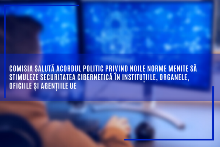 COMISIA SALUTĂ ACORDUL POLITIC PRIVIND NOILE NORME MENITE SĂ
STIMULEZE SECURITATEA CIBERNETICĂ ÎN INSTITUȚIILE, ORGANELE,
OFICIILE ȘI AGENȚIILE UE